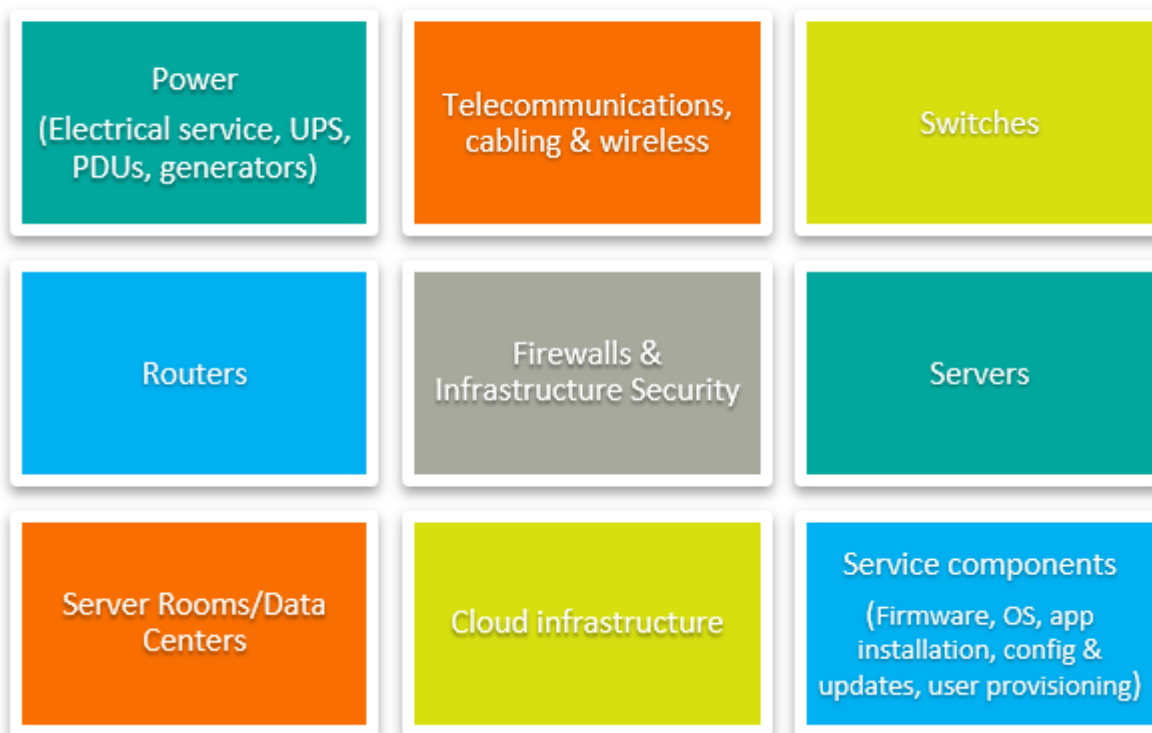 Power
(Electrical service, UPS,
PDUs, generators)
Telecommunications,
cabling & wireless
Switches
Routers
Firewalls &
Infrastructure Security
Servers
Server Rooms/Data
Centers
Cloud infrastructure
Service components
(Firmware, OS, app
installation, config &
updates, user provisioning)